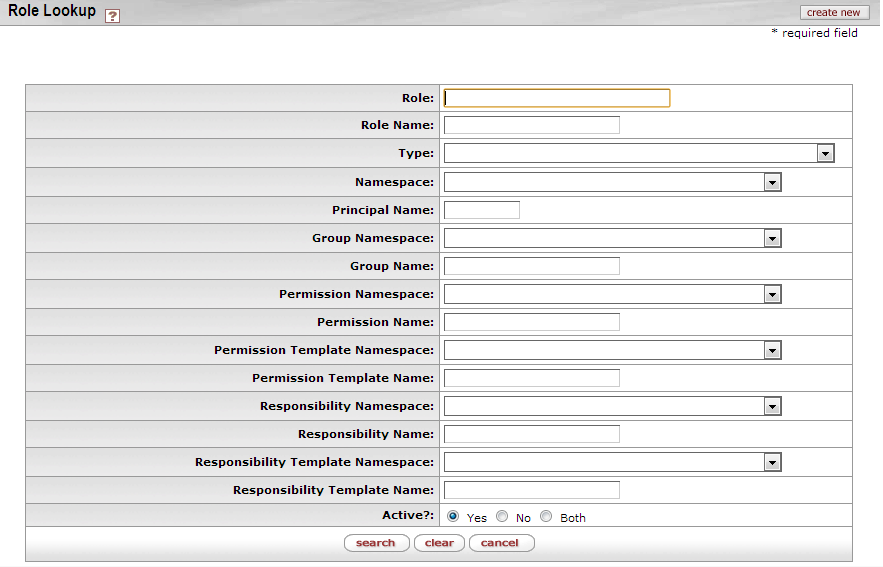 Role Lookup ?
create new
* required field
Role:
Role Name:
Type:
Namespace:
Principal Name:
Group Namespace:
Group Name:
Permission Namespace:
Permission Name:
Permission Template Namespace:
Permission Template Name:
Responsibility Namespace:
Responsibility Name:
Responsibility Template Namespace:
Responsibility Template Name:
Active?: Yes No Both
search clear cancel